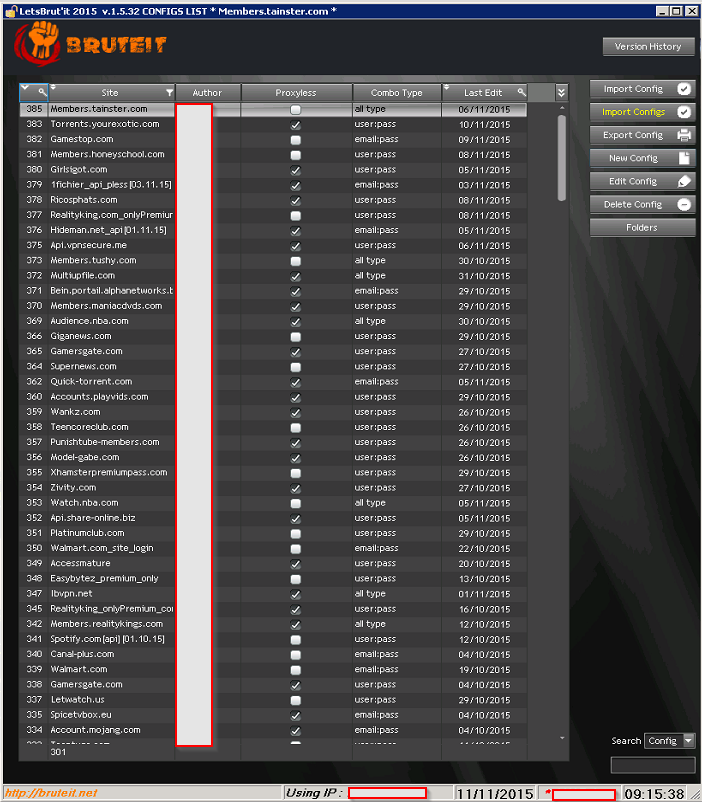 LetsBrut'it 2015 v.1.5.32 CONFIGS LIST * Members.tainster.com *
BRUTEIT
Version History
Site Author Proxyless Combo Type Last Edit
385 Members.tainster.com all type 06/11/2015
383 Torrents.yourexotic.com user:pass 10/11/2015
382 Gamestop.com email:pass 09/11/2015
381 Members.honeyschool.com user:pass 08/11/2015
380 Girlsigot.com user:pass 05/11/2015
379 1fichier_api_pless [03.11.15] email:pass 03/11/2015
378 Ricosphats.com user:pass 08/11/2015
377 Realityking.com_onlyPremiur user:pass 08/11/2015
376 Hideman.net_api [01.11.15] email:pass 05/11/2015
375 Api.vpnsecure.me user:pass 06/11/2015
373 Members.tushy.com all type 30/10/2015
372 Multiupfile.com all type 31/10/2015
371 Bein.portail.alphanetworks.t email:pass 29/10/2015
370 Members.maniacdvds.com user:pass 29/10/2015
369 Audience.nba.com all type 30/10/2015
366 Giganews.com user:pass 29/10/2015
365 Gamersgate.com user:pass 27/10/2015
364 Supernews.com user:pass 27/10/2015
362 Quick-torrent.com email:pass 05/11/2015
360 Accounts.playvids.com user:pass 29/10/2015
359 Wankz.com user:pass 26/10/2015
358 Teencoreclub.com user:pass 26/10/2015
357 Punishtube-members.com user:pass 26/10/2015
356 Model-gabe.com user:pass 26/10/2015
355 Xhamsterpremiumpass.com user:pass 29/10/2015
354 Zivity.com user:pass 27/10/2015
353 Watch.nba.com all type 05/11/2015
352 Api.share-online.biz user:pass 05/11/2015
351 Platinumclub.com user:pass 29/10/2015
350 Walmart.com_site_login email:pass 22/10/2015
349 Accessmature user:pass 20/10/2015
348 Easybytez_premium_only user:pass 13/10/2015
347 Ibvpn.net all type 01/11/2015
345 Realityking_onlyPremium_co user:pass 16/10/2015
342 Members.realitykings.com all type 12/10/2015
341 Spotify.com [api] [01.10.15] user:pass 12/10/2015
340 Canal-plus.com email:pass 04/10/2015
339 Walmart.com email:pass 19/10/2015
338 Gamersgate.com user:pass 04/10/2015
337 Letwatch.us user:pass 29/10/2015
335 Spicetvbox.eu email:pass 04/10/2015
334 Account.mojang.com user:pass 04/10/2015
301
Import Config
Import Configs
Export Config
New Config
Edit Config
Delete Config
Folders
Search Config
http://bruteit.net Using IP : 11/11/2015 * 09:15:38